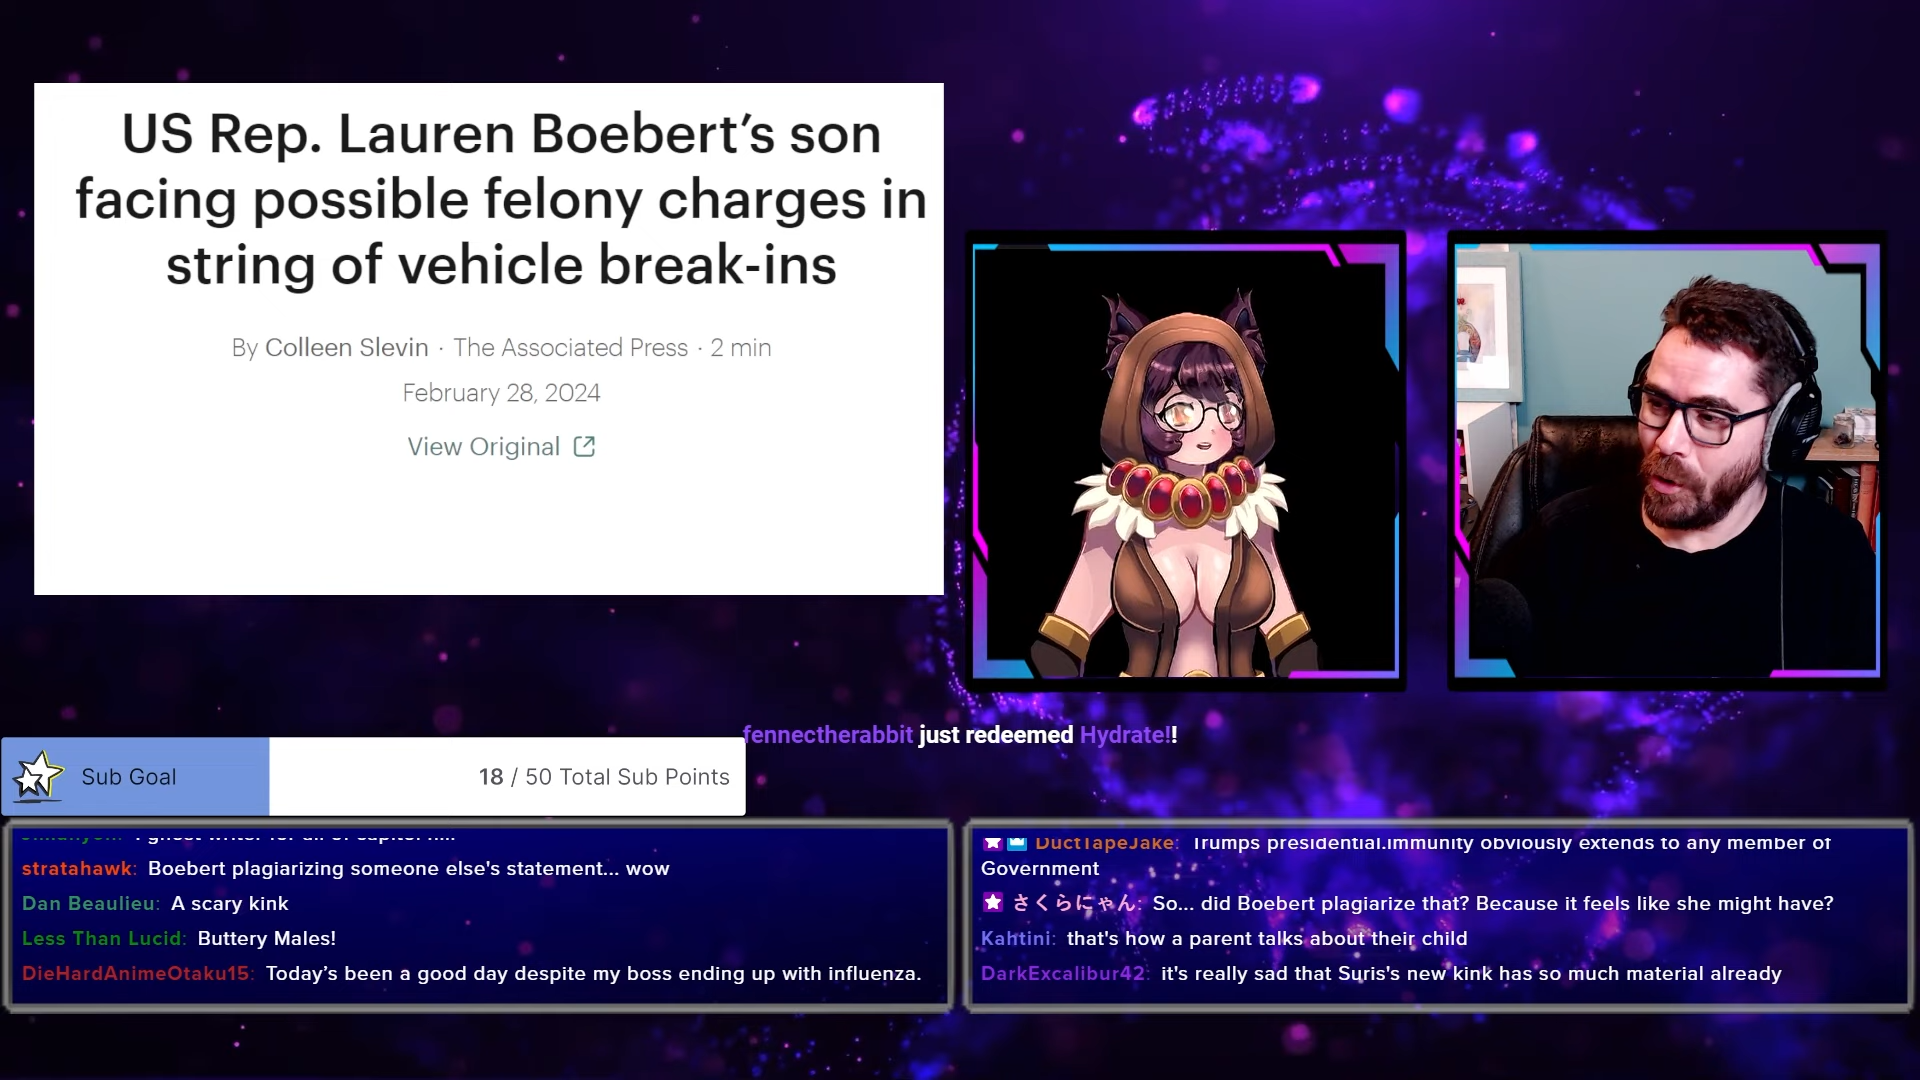 US Rep. Lauren Boebert’s son
facing possible felony charges in
string of vehicle break-ins
By Colleen Slevin · The Associated Press · 2 min
February 28, 2024
View Original
fennectherabbit just redeemed Hydrate!!
Sub Goal
18 / 50 Total Sub Points
stratahawk: Boebert plagiarizing someone else's statement... wow
Dan Beaulieu: A scary kink
Less Than Lucid: Buttery Males!
DieHardAnimeOtaku15: Today’s been a good day despite my boss ending up with influenza.
DuctTapeJake: Trumps presidential.immunity obviously extends to any member of
Government
さくらにゃん: So... did Boebert plagiarize that? Because it feels like she might have?
Kahtini: that's how a parent talks about their child
DarkExcalibur42: it's really sad that Suris's new kink has so much material already